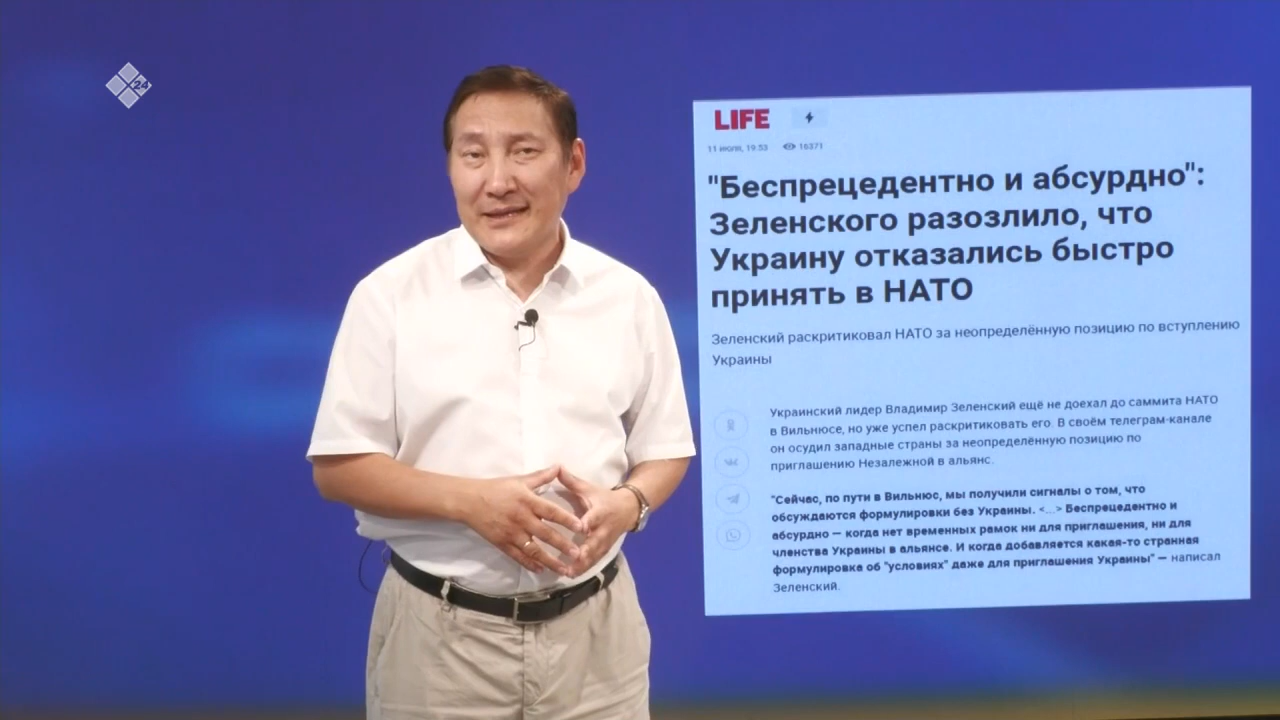 24
LIFE
11 июля, 19:53 16371
"Беспрецедентно и абсурдно":
Зеленского разозлило, что
Украину отказались быстро
принять в НАТО
Зеленский раскритиковал НАТО за неопределённую позицию по вступлению
Украины
Украинский лидер Владимир Зеленский ещё не доехал до саммита НАТО
в Вильнюсе, но уже успел раскритиковать его. В своём телеграм-канале
он осудил западные страны за неопределённую позицию по
приглашению Незалежной в альянс.
"Сейчас, по пути в Вильнюс, мы получили сигналы о том, что
обсуждаются формулировки без Украины. <...> Беспрецедентно и
абсурдно — когда нет временных рамок ни для приглашения, ни для
членства Украины в альянсе. И когда добавляется какая-то странная
формулировка об "условиях" даже для приглашения Украины" — написал
Зеленский.